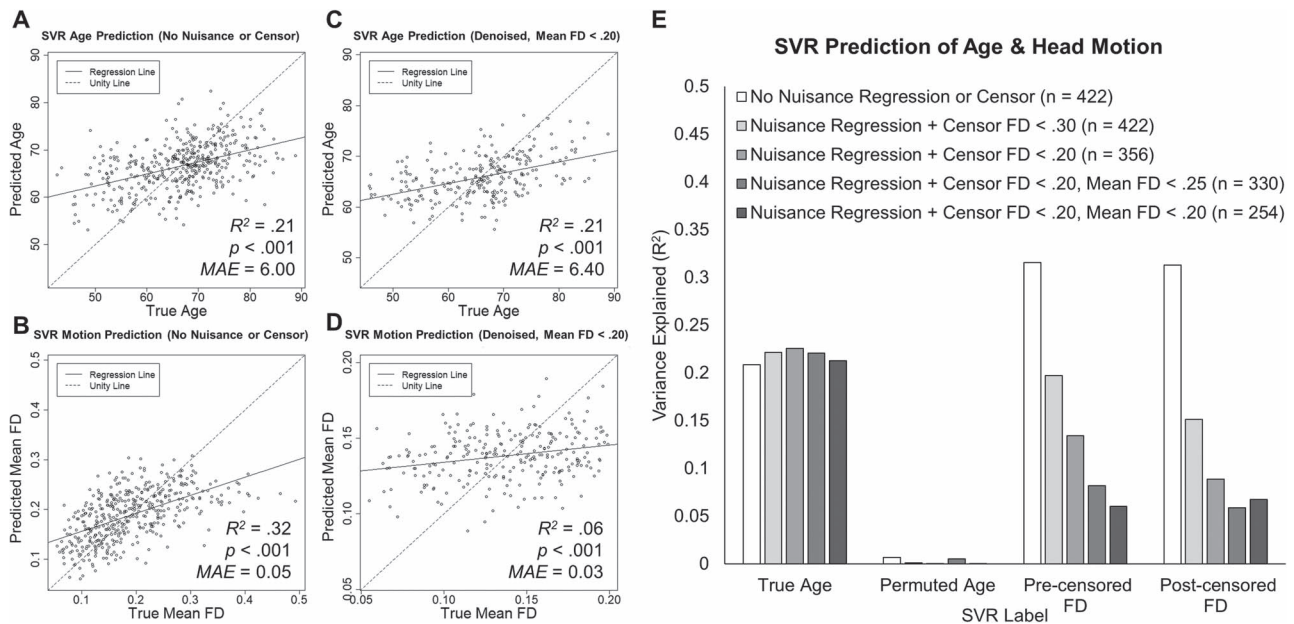 A
SVR Age Prediction (No Nuisance or Censor)
Regression Line
Unity Line
90
80
70
60
50
Predicted Age
R² = .21
p < .001
MAE = 6.00
50 60 70 80 90
True Age
B
SVR Motion Prediction (No Nuisance or Censor)
Regression Line
Unity Line
0.5
0.4
0.3
0.2
0.1
Predicted Mean FD
R² = .32
p < .001
MAE = 0.05
0.1 0.2 0.3 0.4 0.5
True Mean FD
C
SVR Age Prediction (Denoised, Mean FD < .20)
Regression Line
Unity Line
90
80
70
60
50
Predicted Age
R² = .21
p < .001
MAE = 6.40
50 60 70 80 90
True Age
D
SVR Motion Prediction (Denoised, Mean FD < .20)
Regression Line
Unity Line
0.20
0.15
0.10
0.05
Predicted Mean FD
R² = .06
p < .001
MAE = 0.03
0.05 0.10 0.15 0.20
True Mean FD
E
SVR Prediction of Age & Head Motion
No Nuisance Regression or Censor (n = 422)
Nuisance Regression + Censor FD < .30 (n = 422)
Nuisance Regression + Censor FD < .20 (n = 356)
Nuisance Regression + Censor FD < .20, Mean FD < .25 (n = 330)
Nuisance Regression + Censor FD < .20, Mean FD < .20 (n = 254)
0.5
0.45
0.4
0.35
0.3
0.25
0.2
0.15
0.1
0.05
0
Variance Explained (R²)
True Age
Permuted Age
Pre-censored
FD
Post-censored
FD
SVR Label